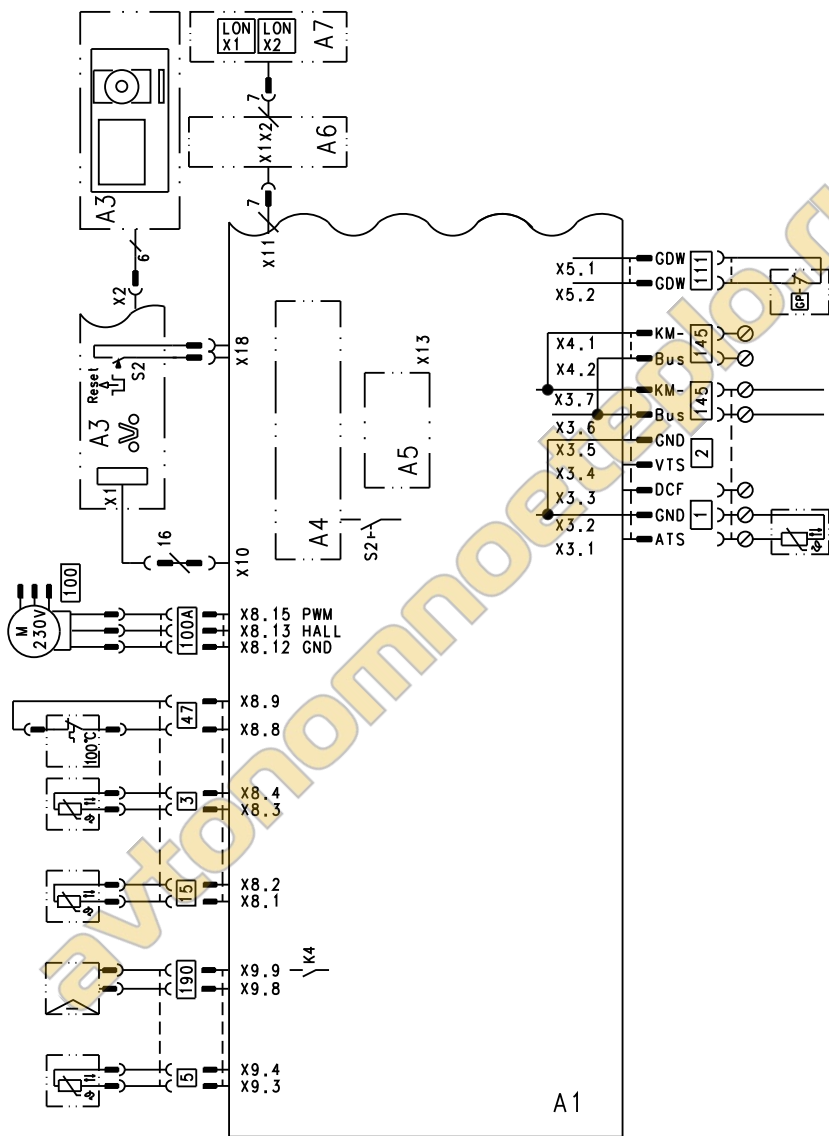 LON X1
LON X2
A7
7
X1 X2
A6
7
X11
A3
6
X2
Reset
S2
A3
X1
X18
16
X10
A4
A5
X13
S2
M
230V
100
100A
X8.15 PWM
X8.13 HALL
X8.12 GND
47
100°C
X8.9
X8.8
3
X8.4
X8.3
15
X8.2
X8.1
190
X9.9
X9.8
K4
5
X9.4
X9.3
A1
X5.1
GDW
X5.2
GDW
111
GP
X4.1
KM-
X4.2
Bus
145
X3.7
KM-
X3.6
Bus
145
X3.5
GND
X3.4
VTS
2
X3.3
DCF
X3.2
GND
1
X3.1
ATS
avtonomnoeteplo.ru